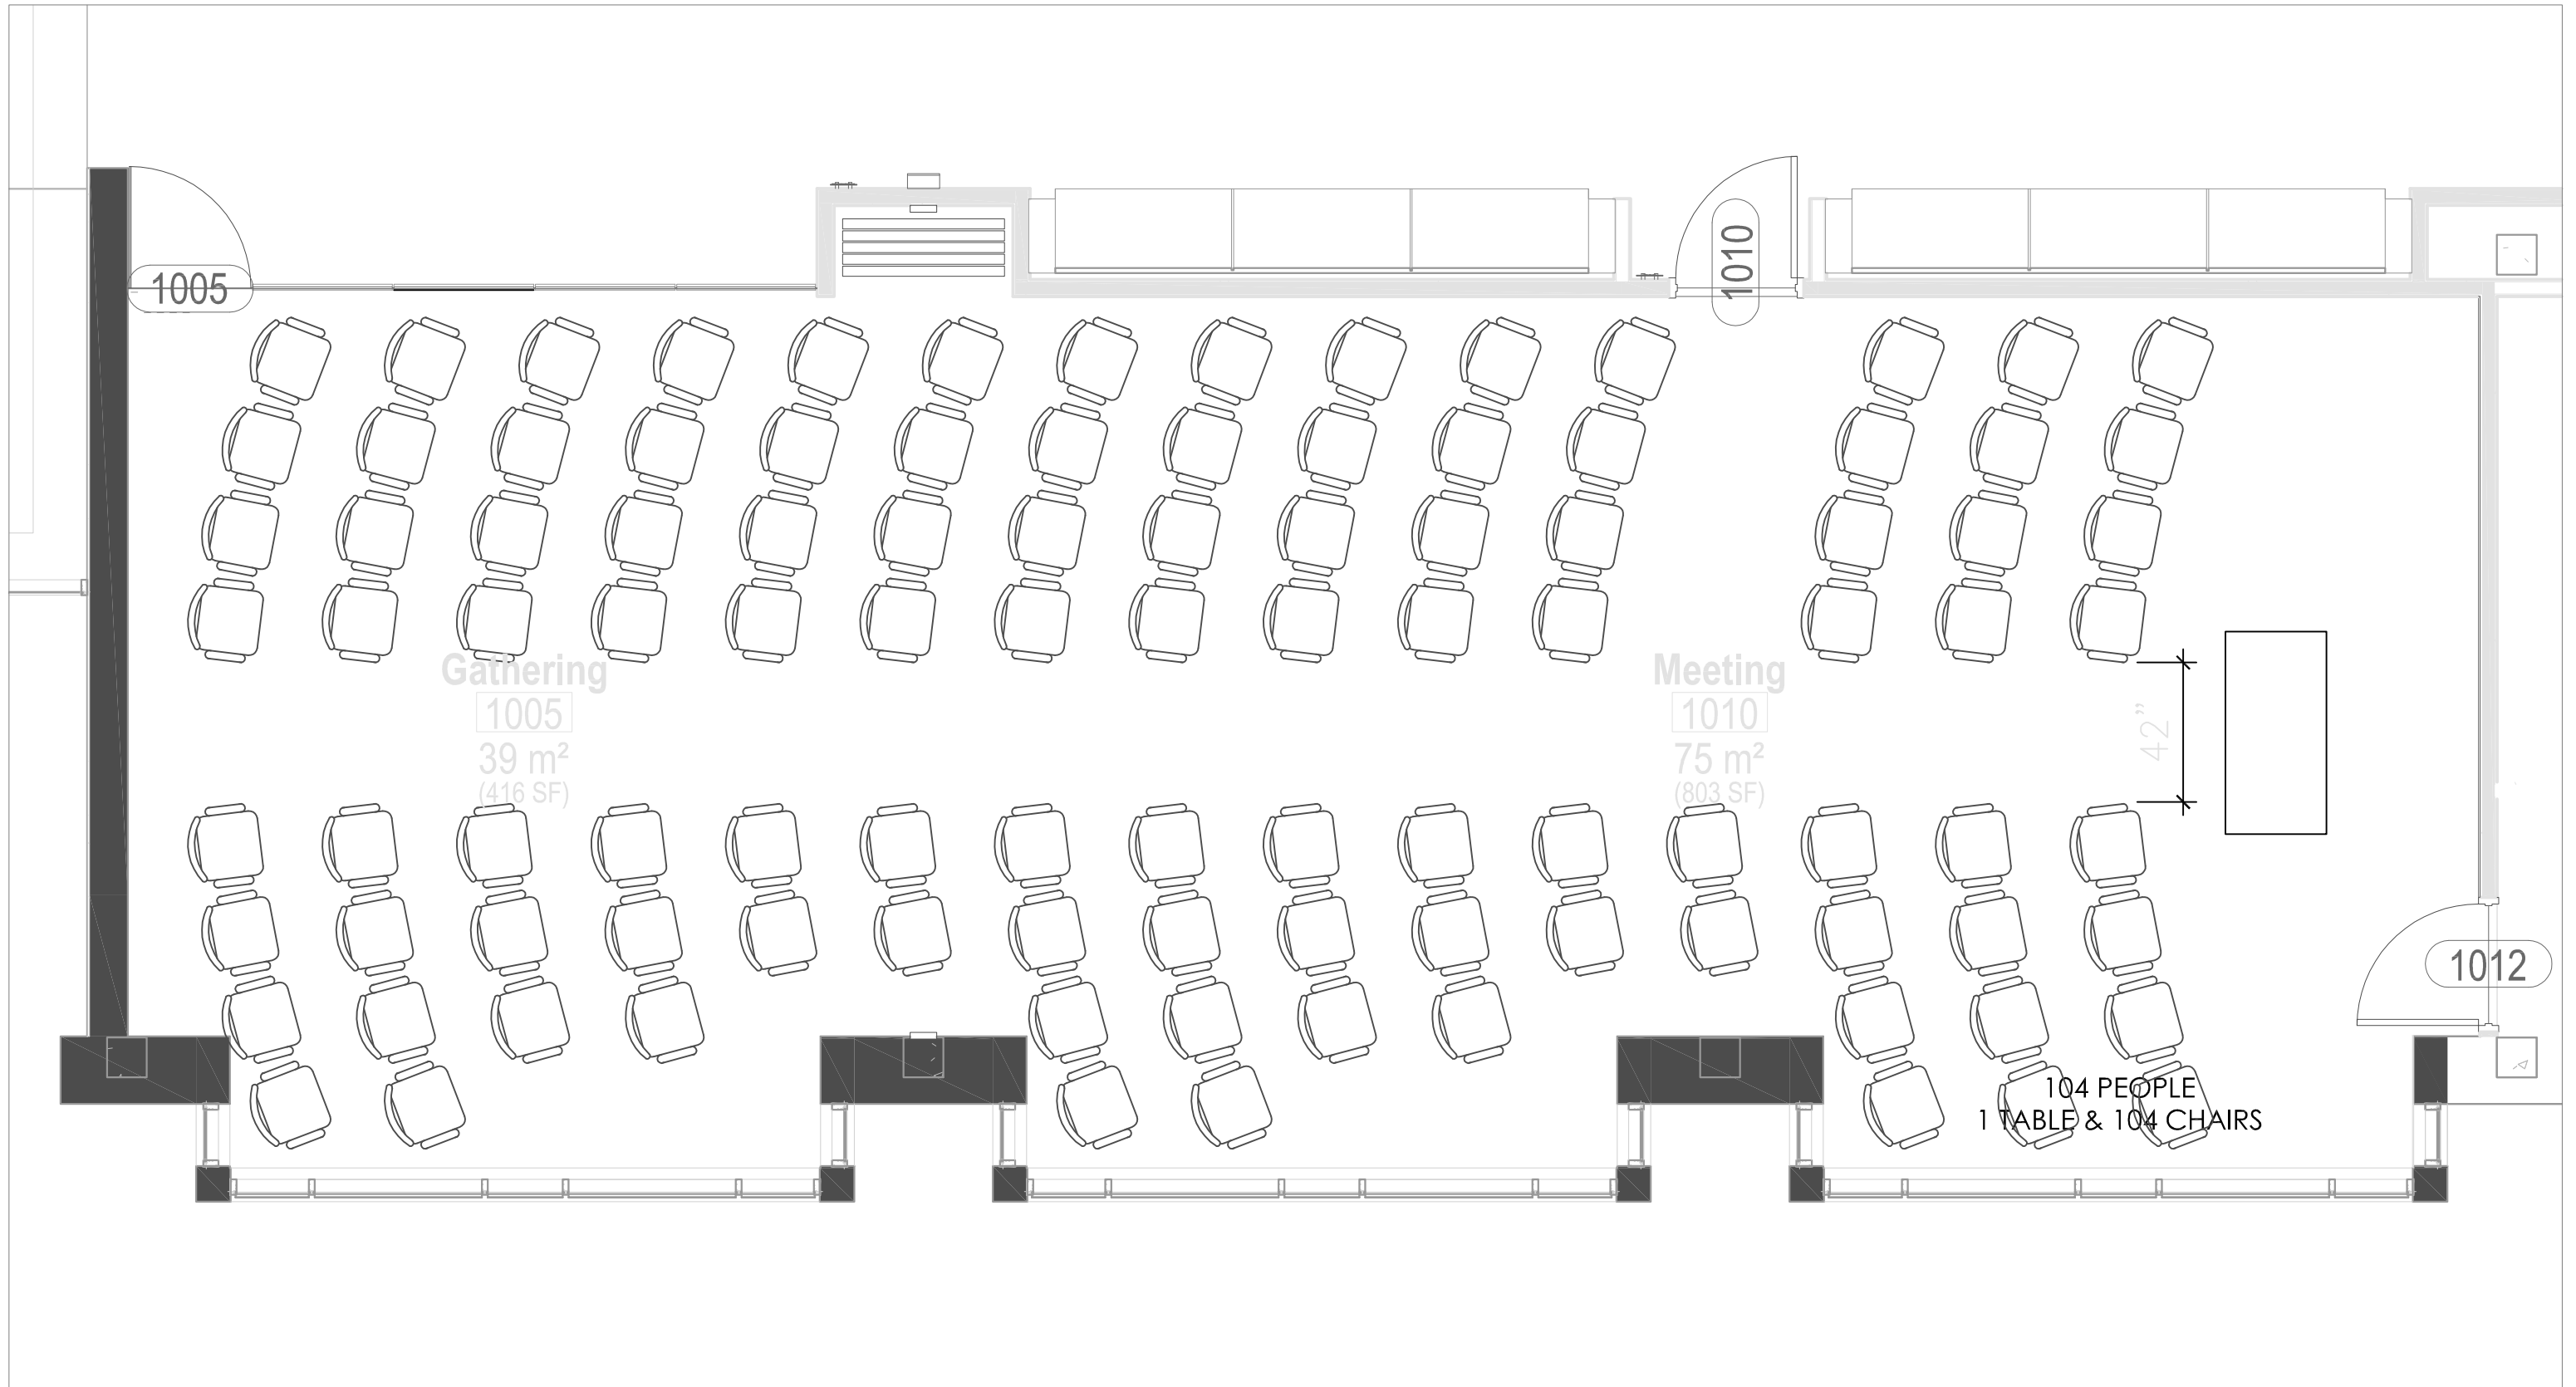 1005
1010
Gathering
1005
39 m²
(416 SF)
Meeting
1010
75 m²
(803 SF)
42”
1012
104 PEOPLE
1 TABLE & 104 CHAIRS